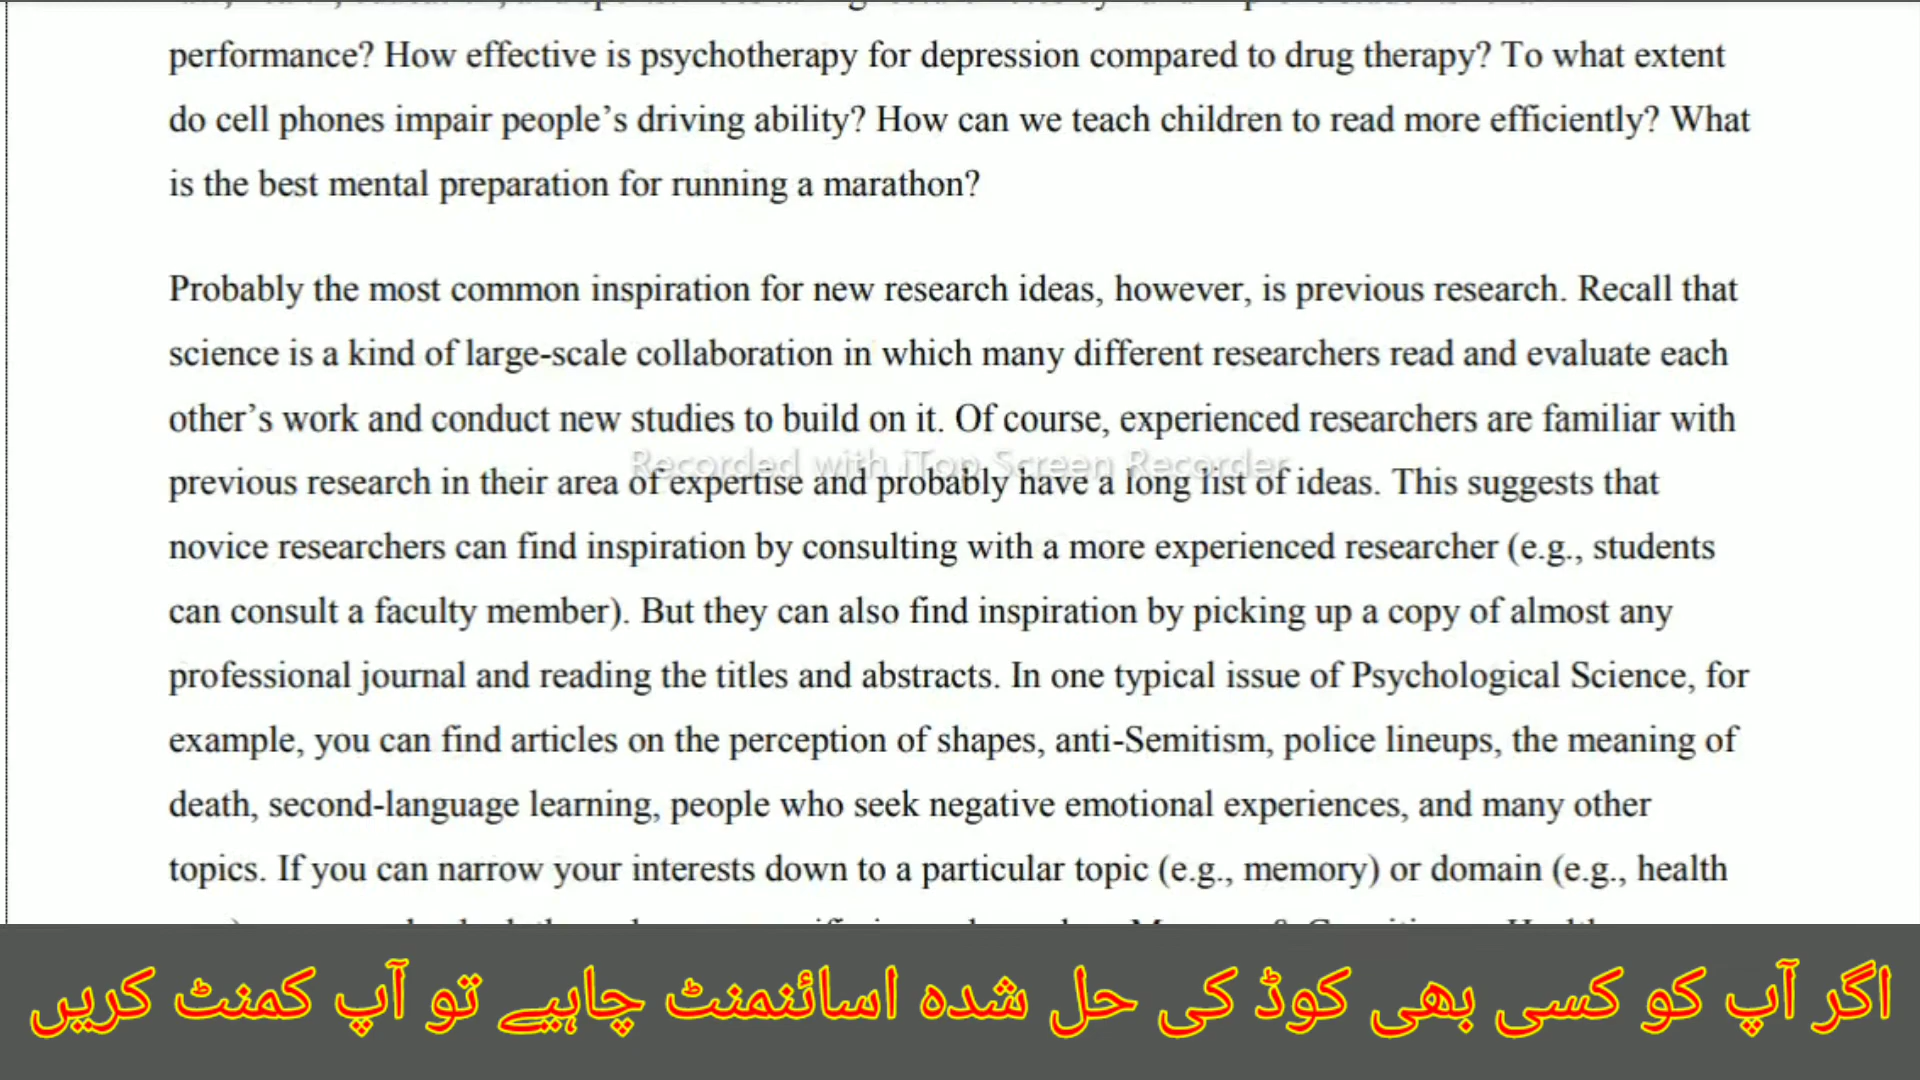 performance? How effective is psychotherapy for depression compared to drug therapy? To what extent
do cell phones impair people’s driving ability? How can we teach children to read more efficiently? What
is the best mental preparation for running a marathon?
Probably the most common inspiration for new research ideas, however, is previous research. Recall that
science is a kind of large-scale collaboration in which many different researchers read and evaluate each
other’s work and conduct new studies to build on it. Of course, experienced researchers are familiar with
Recorded with iTop Screen Recorder
previous research in their area of expertise and probably have a long list of ideas. This suggests that
novice researchers can find inspiration by consulting with a more experienced researcher (e.g., students
can consult a faculty member). But they can also find inspiration by picking up a copy of almost any
professional journal and reading the titles and abstracts. In one typical issue of Psychological Science, for
example, you can find articles on the perception of shapes, anti-Semitism, police lineups, the meaning of
death, second-language learning, people who seek negative emotional experiences, and many other
topics. If you can narrow your interests down to a particular topic (e.g., memory) or domain (e.g., health
اگر آپ کو کسی بھی کوڈ کی حل شدہ اسائنمنٹ چاہیے تو آپ کمنٹ کریں